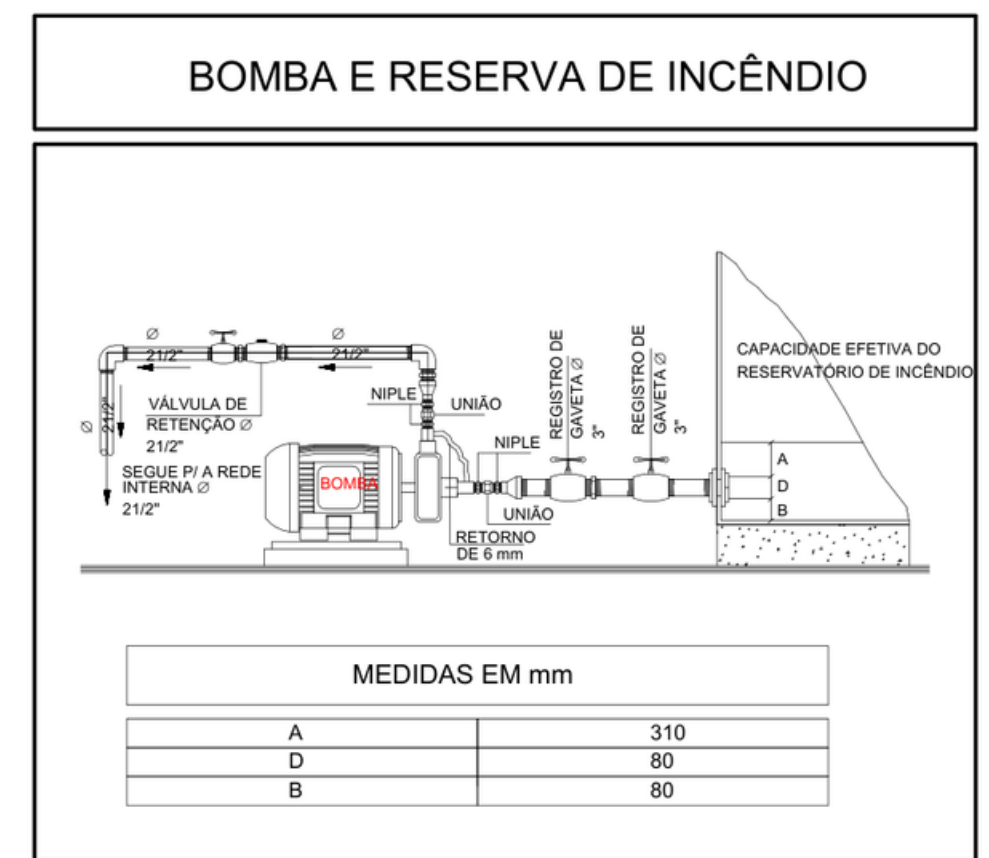 BOMBA E RESERVA DE INCÊNDIO
Ø
21/2"
Ø
21/2"
Ø
21/2"
VÁLVULA DE
RETENÇÃO Ø
21/2"
SEGUE P/ A REDE
INTERNA Ø
21/2"
NIPLE
UNIÃO
BOMBA
NIPLE
UNIÃO
RETORNO
DE 6 mm
REGISTRO DE
GAVETA Ø
3"
REGISTRO DE
GAVETA Ø
3"
CAPACIDADE EFETIVA DO
RESERVATÓRIO DE INCÊNDIO
A
D
B
MEDIDAS EM mm
A 310
D 80
B 80